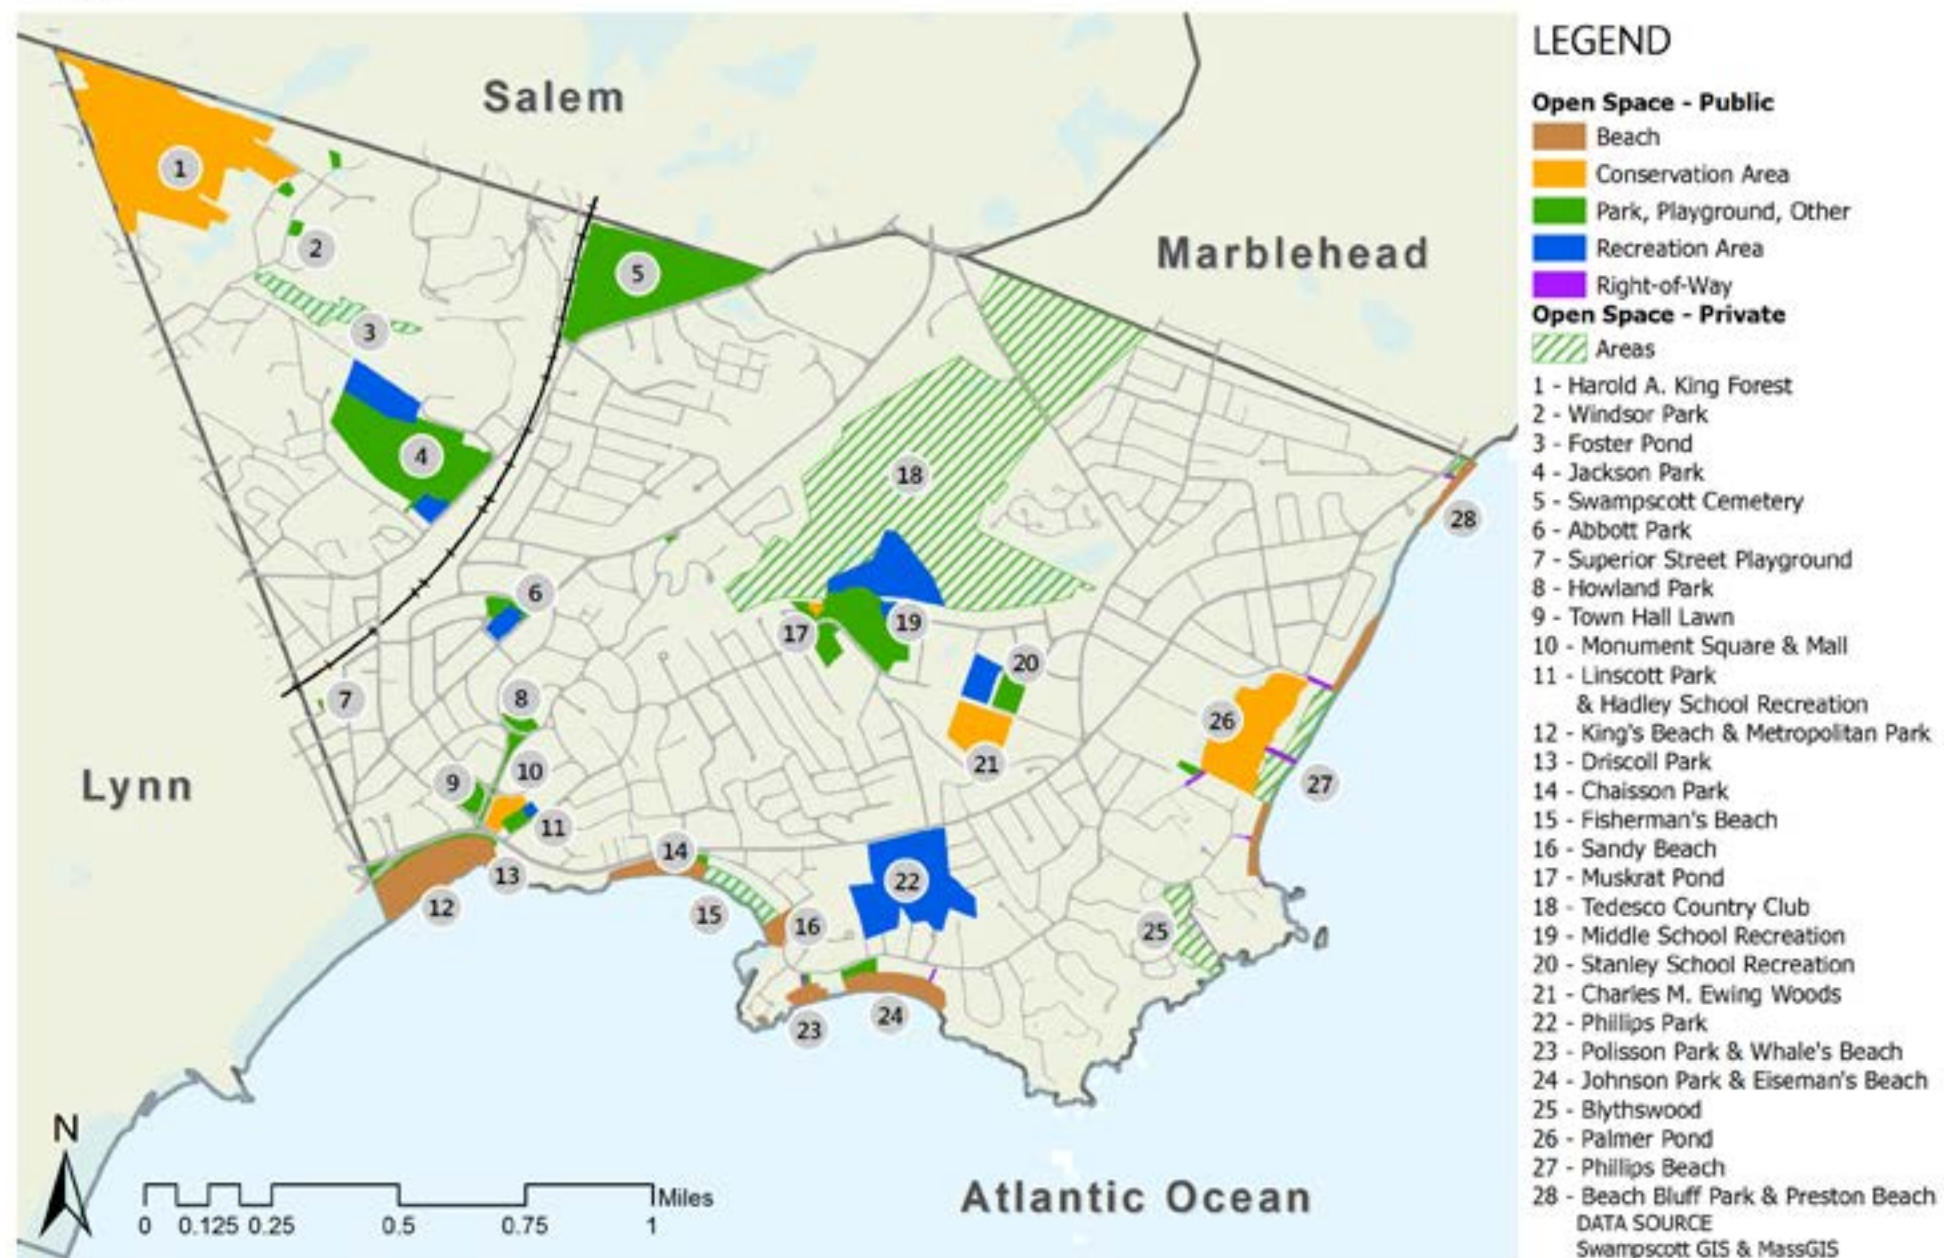 Salem
Marblehead
Lynn
Atlantic Ocean
1
2
3
4
5
6
7
8
9
10
11
12
13
14
15
16
17
18
19
20
21
22
23
24
25
26
27
28
N
0 0.125 0.25 0.5 0.75 1 Miles
LEGEND
Open Space - Public
Beach
Conservation Area
Park, Playground, Other
Recreation Area
Right-of-Way
Open Space - Private
Areas
1 - Harold A. King Forest
2 - Windsor Park
3 - Foster Pond
4 - Jackson Park
5 - Swampscott Cemetery
6 - Abbott Park
7 - Superior Street Playground
8 - Howland Park
9 - Town Hall Lawn
10 - Monument Square & Mall
11 - Linscott Park
& Hadley School Recreation
12 - King's Beach & Metropolitan Park
13 - Driscoll Park
14 - Chaisson Park
15 - Fisherman's Beach
16 - Sandy Beach
17 - Muskrat Pond
18 - Tedesco Country Club
19 - Middle School Recreation
20 - Stanley School Recreation
21 - Charles M. Ewing Woods
22 - Phillips Park
23 - Polisson Park & Whale's Beach
24 - Johnson Park & Eiseman's Beach
25 - Blythswood
26 - Palmer Pond
27 - Phillips Beach
28 - Beach Bluff Park & Preston Beach
DATA SOURCE
Swampscott GIS & MassGIS